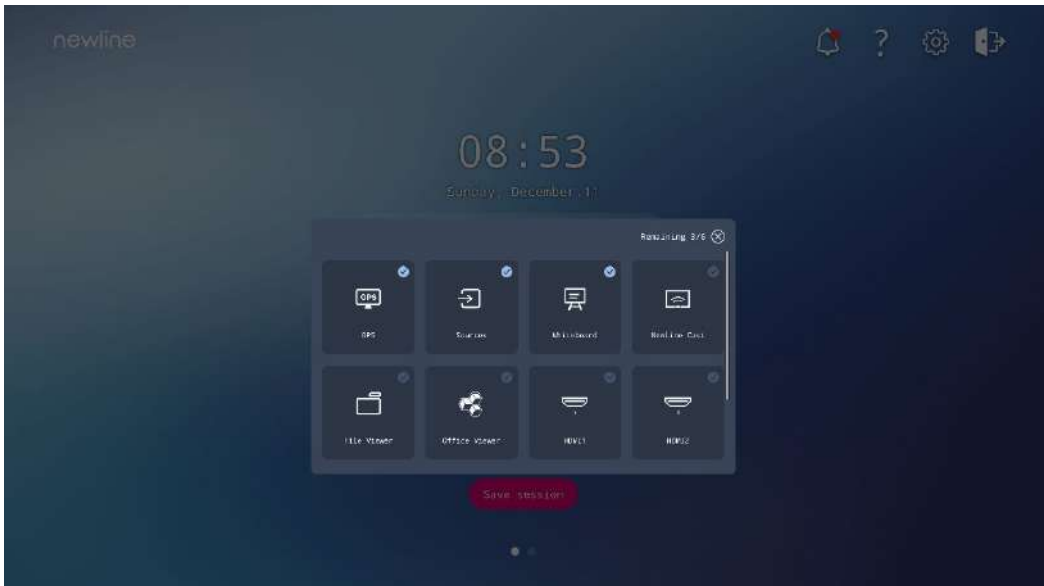 newline
?
08:53
Sunday, December.11
Remaining 3/6
OPS
OPS Sources Whiteboard Newline Cast
File Viewer Office Viewer HDMI1 HDMI2
Save session